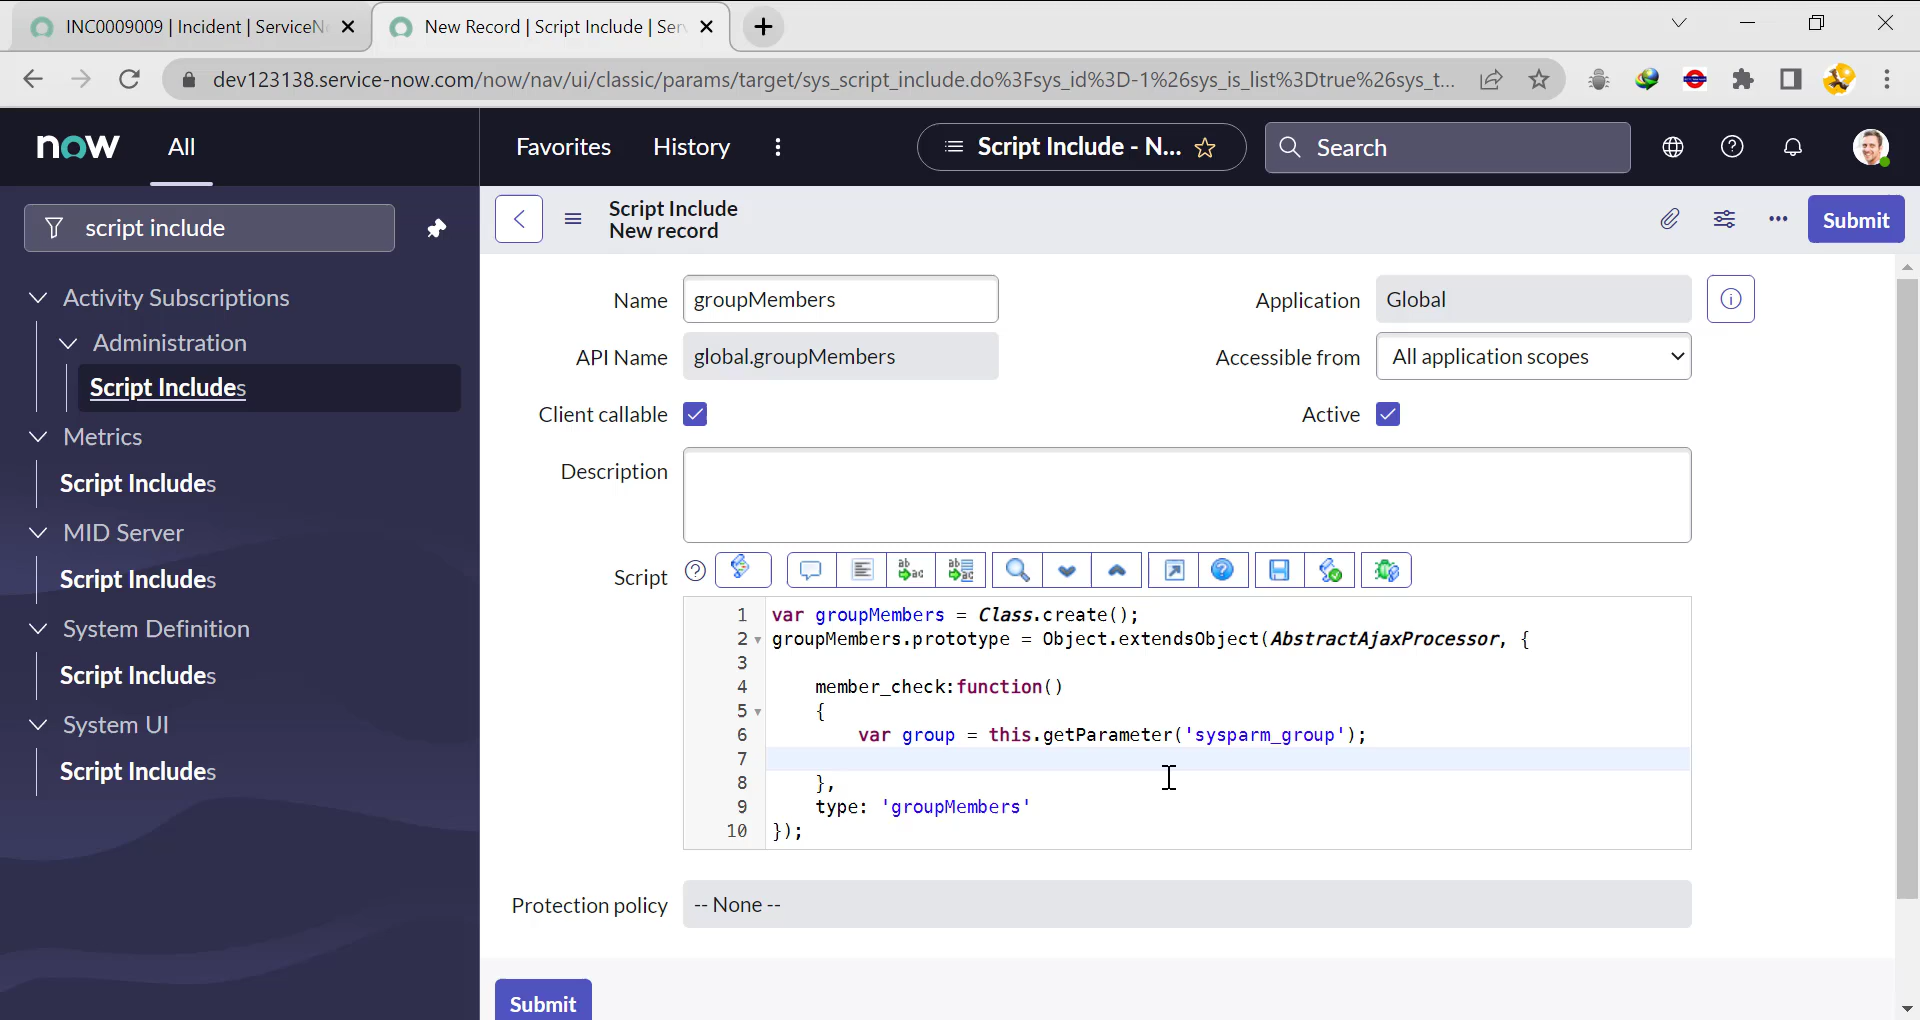 INC0009009 | Incident | ServiceN
New Record | Script Include | Ser
dev123138.service-now.com/now/nav/ui/classic/params/target/sys_script_include.do%3Fsys_id%3D-1%26sys_is_list%3Dtrue%26sys_t...
now
All
Favorites
History
Script Include - N...
Search
script include
Script Include
New record
Submit
Activity Subscriptions
Administration
Script Includes
Metrics
Script Includes
MID Server
Script Includes
System Definition
Script Includes
System UI
Script Includes
Name
groupMembers
Application
Global
API Name
global.groupMembers
Accessible from
All application scopes
Client callable
Active
Description
Script
1 var groupMembers = Class.create();
2 groupMembers.prototype = Object.extendsObject(AbstractAjaxProcessor, {
3
4 member_check:function()
5 {
6 var group = this.getParameter('sysparm_group');
7
8 },
9 type: 'groupMembers'
10 });
Protection policy
-- None --
Submit